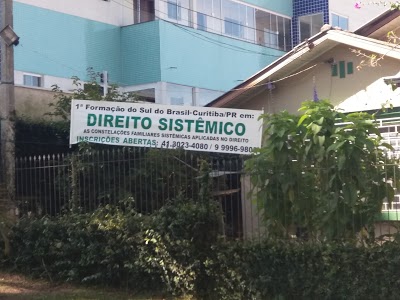 1ª Formação do Sul do Brasil-Curitiba/PR em:
DIREITO SISTÊMICO
AS CONSTELAÇÕES FAMILIARES SISTÊMICAS APLICADAS NO DIREITO
INSCRIÇÕES ABERTAS: 41 3023-4080 / 9 9996-980